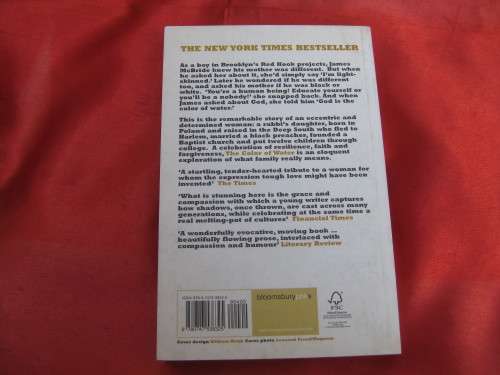 THE NEW YORK TIMES BESTSELLER
As a boy in Brooklyn's Red Hook projects, James
McBride knew his mother was different. But when
he asked her about it, she'd simply say 'I'm light-
skinned.' Later he wondered if he was different
too, and asked his mother if he was black or
white. 'You're a human being! Educate yourself or
you'll be a nobody!' she snapped back. And when
James asked about God, she told him 'God is the
color of water.'
This is the remarkable story of an eccentric and
determined woman: a rabbi's daughter, born in
Poland and raised in the Deep South who fled to
Harlem, married a black preacher, founded a
Baptist church and put twelve children through
college. A celebration of resilience, faith and
forgiveness, The Color of Water is an eloquent
exploration of what family really means.
'A startling, tender-hearted tribute to a woman for
whom the expression tough love might have been
invented' The Times
'What is stunning here is the grace and
compassion with which a young writer captures
how shadows, once thrown, are cast across many
generations, while celebrating at the same time a
real melting-pot of cultures' Financial Times
'A wonderfully evocative, moving book ...
beautifully flowing prose, interlaced with
compassion and humour' Literary Review
bloomsbury
FSC
Cover design Cover photo